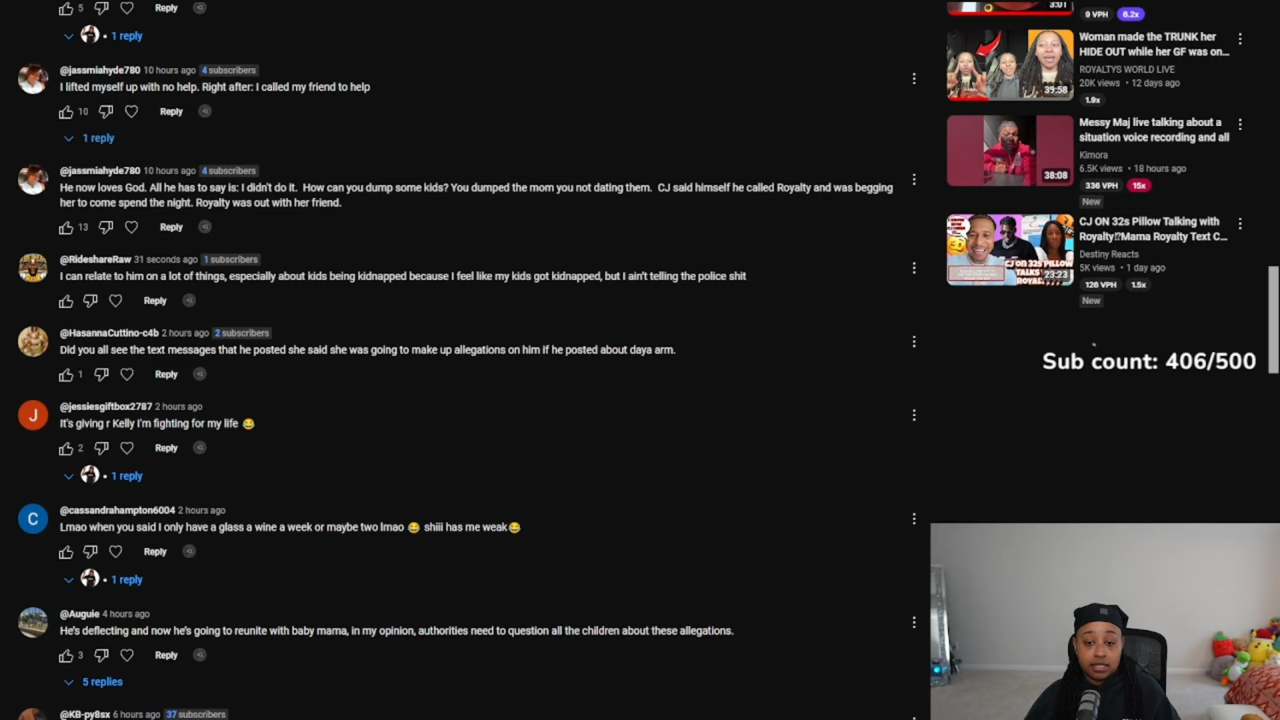 5 Reply
1 reply
@jassmiahyde780 10 hours ago 4 subscribers
I lifted myself up with no help. Right after: I called my friend to help
10 Reply
1 reply
@jassmiahyde780 10 hours ago 4 subscribers
He now loves God. All he has to say is: I didn't do it. How can you dump some kids? You dumped the mom you not dating them. CJ said himself he called Royalty and was begging
her to come spend the night. Royalty was out with her friend.
13 Reply
@RideshareRaw 31 seconds ago 1 subscribers
I can relate to him on a lot of things, especially about kids being kidnapped because I feel like my kids got kidnapped, but I ain't telling the police shit
Reply
@HasannaCuttino-c4b 2 hours ago 2 subscribers
Did you all see the text messages that he posted she said she was going to make up allegations on him if he posted about daya arm.
1 Reply
J
@jessiesgiftbox2787 2 hours ago
It's giving r Kelly I'm fighting for my life 😂
2 Reply
1 reply
C
@cassandrahampton6004 2 hours ago
Lmao when you said I only have a glass a wine a week or maybe two lmao 😂 shiii has me weak😂
Reply
1 reply
@Auguie 4 hours ago
He's deflecting and now he's going to reunite with baby mama, in my opinion, authorities need to question all the children about these allegations.
3 Reply
5 replies
@KB-py8sx 6 hours ago 37 subscribers
3:01
9 VPH 6.2x
39:58
Woman made the TRUNK her
HIDE OUT while her GF was on...
ROYALTYS WORLD LIVE
20K views • 12 days ago
1.9x
38:08
Messy Maj live talking about a
situation voice recording and all
Kimora
6.5K views • 18 hours ago
336 VPH 15x
New
CJ ON 32s PILLOW
TALKS
ROYAL
23:23
CJ ON 32s Pillow Talking with
Royalty⁉️Mama Royalty Text C...
Destiny Reacts
5K views • 1 day ago
126 VPH 1.5x
New
Sub count: 406/500